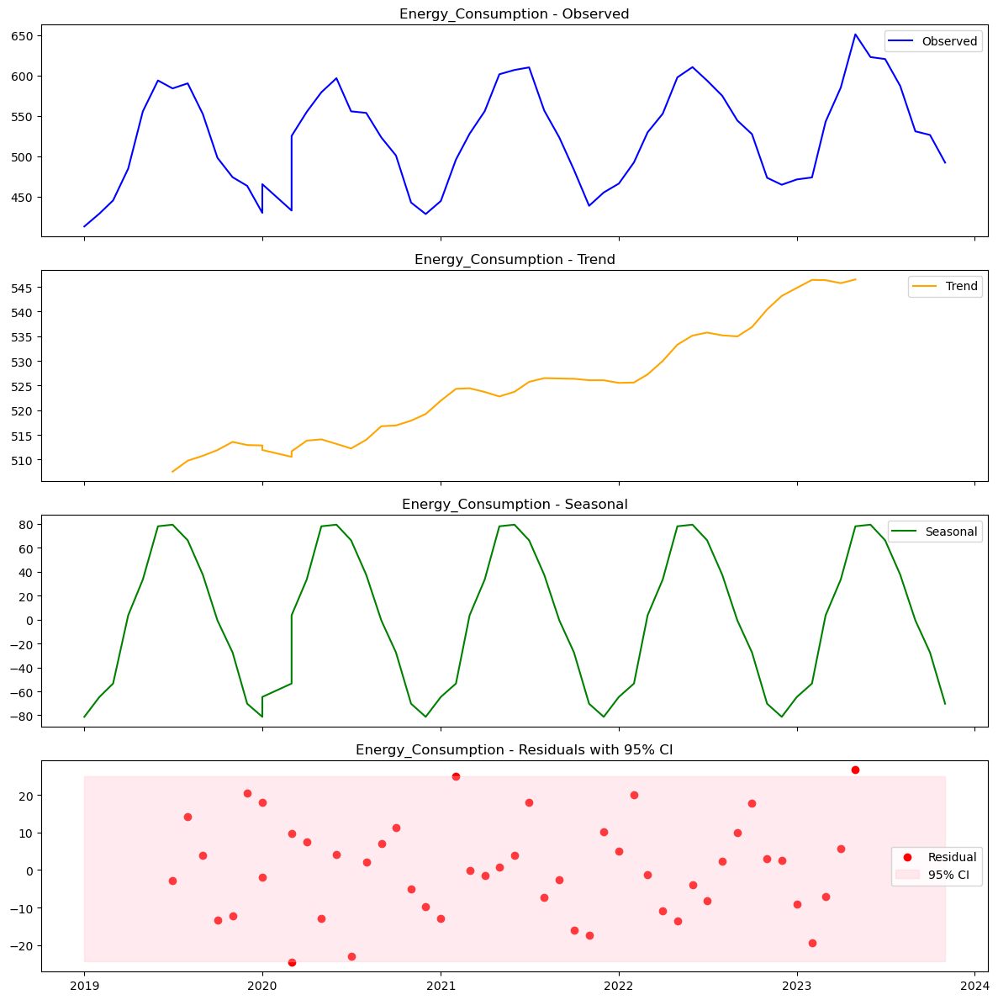 Energy_Consumption - Observed
650
600
550
500
450
Observed
Energy_Consumption - Trend
545
540
535
530
525
520
515
510
Trend
Energy_Consumption - Seasonal
80
60
40
20
0
−20
−40
−60
−80
Seasonal
Energy_Consumption - Residuals with 95% CI
20
10
0
−10
−20
Residual
95% CI
2019 2020 2021 2022 2023 2024